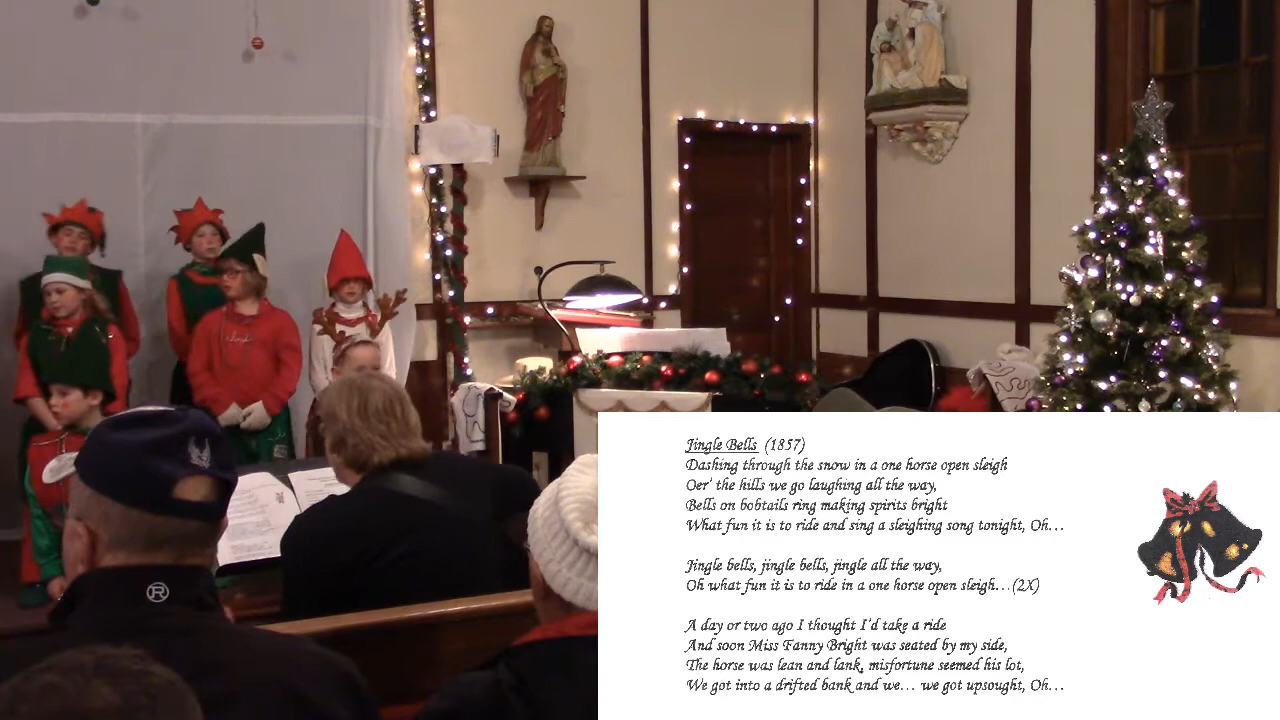 Jingle Bells (1857)
Dashing through the snow in a one horse open sleigh
Oer' the hills we go laughing all the way,
Bells on bobtails ring making spirits bright
What fun it is to ride and sing a sleighing song tonight, Oh...
Jingle bells, jingle bells, jingle all the way,
Oh what fun it is to ride in a one horse open sleigh...(2X)
A day or two ago I thought I'd take a ride
And soon Miss Fanny Bright was seated by my side,
The horse was lean and lank, misfortune seemed his lot,
We got into a drifted bank and we... we got upsought, Oh...
R